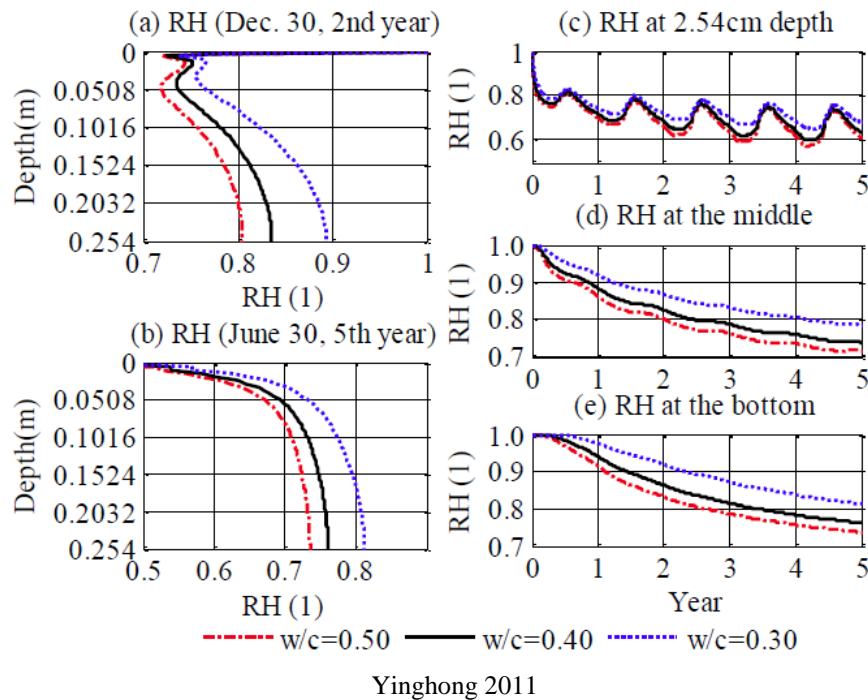 (a) RH (Dec. 30, 2nd year)
0
0.0508
0.1016
0.1524
0.2032
0.254
Depth(m)
0.7 0.8 0.9 1
RH (1)
(b) RH (June 30, 5th year)
0
0.0508
0.1016
0.1524
0.2032
0.254
Depth(m)
0.5 0.6 0.7 0.8
RH (1)
(c) RH at 2.54cm depth
1
0.8
0.6
RH (1)
0 1 2 3 4 5
(d) RH at the middle
1.0
0.9
0.8
0.7
RH (1)
0 1 2 3 4 5
(e) RH at the bottom
1.0
0.9
0.8
0.7
RH (1)
0 1 2 3 4 5
Year
w/c=0.50 w/c=0.40 w/c=0.30
Yinghong 2011